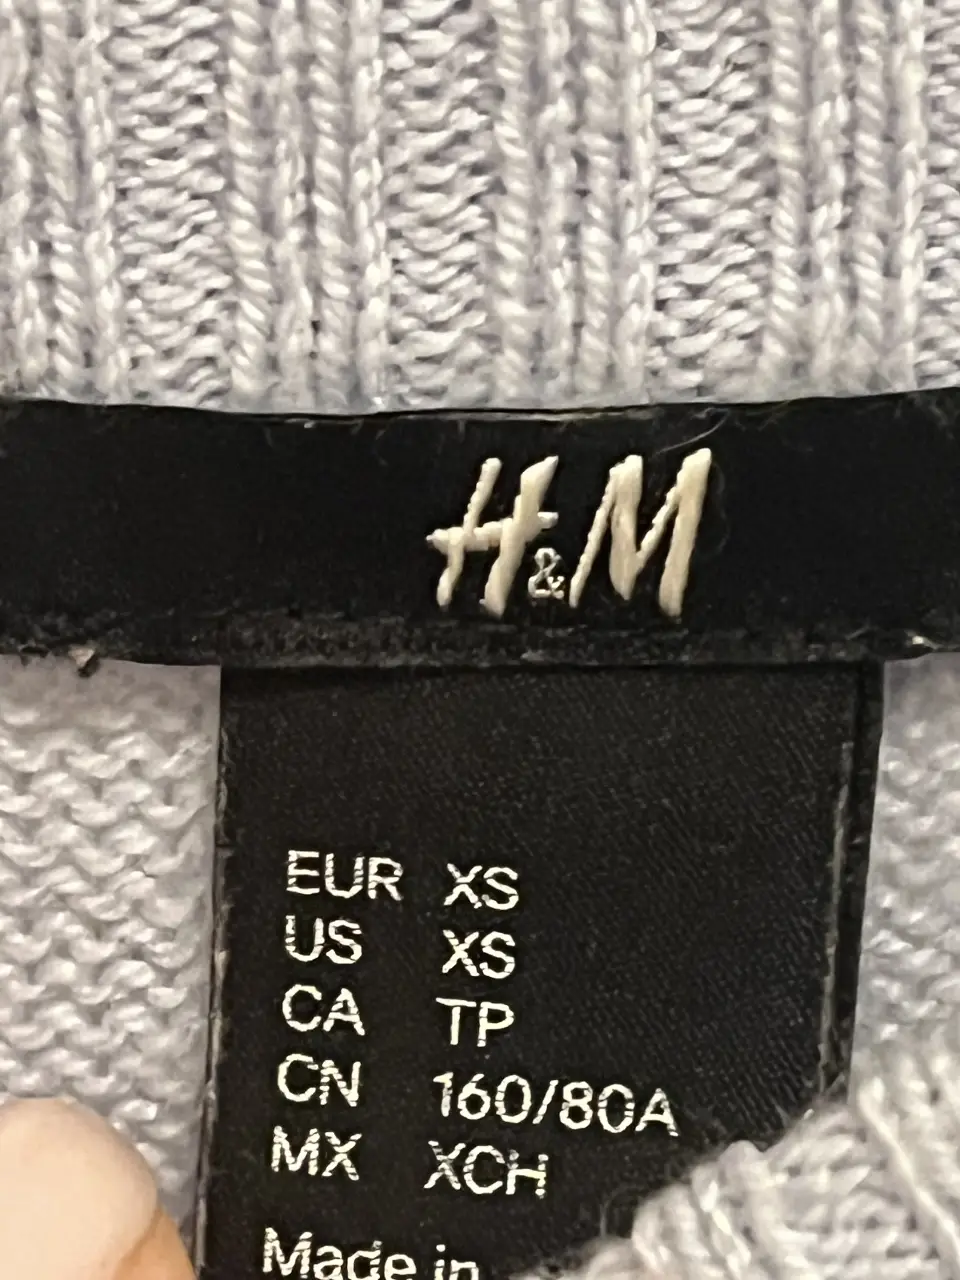 H&M
EUR XS
US XS
CA TP
CN 160/80A
MX XCH
Made in